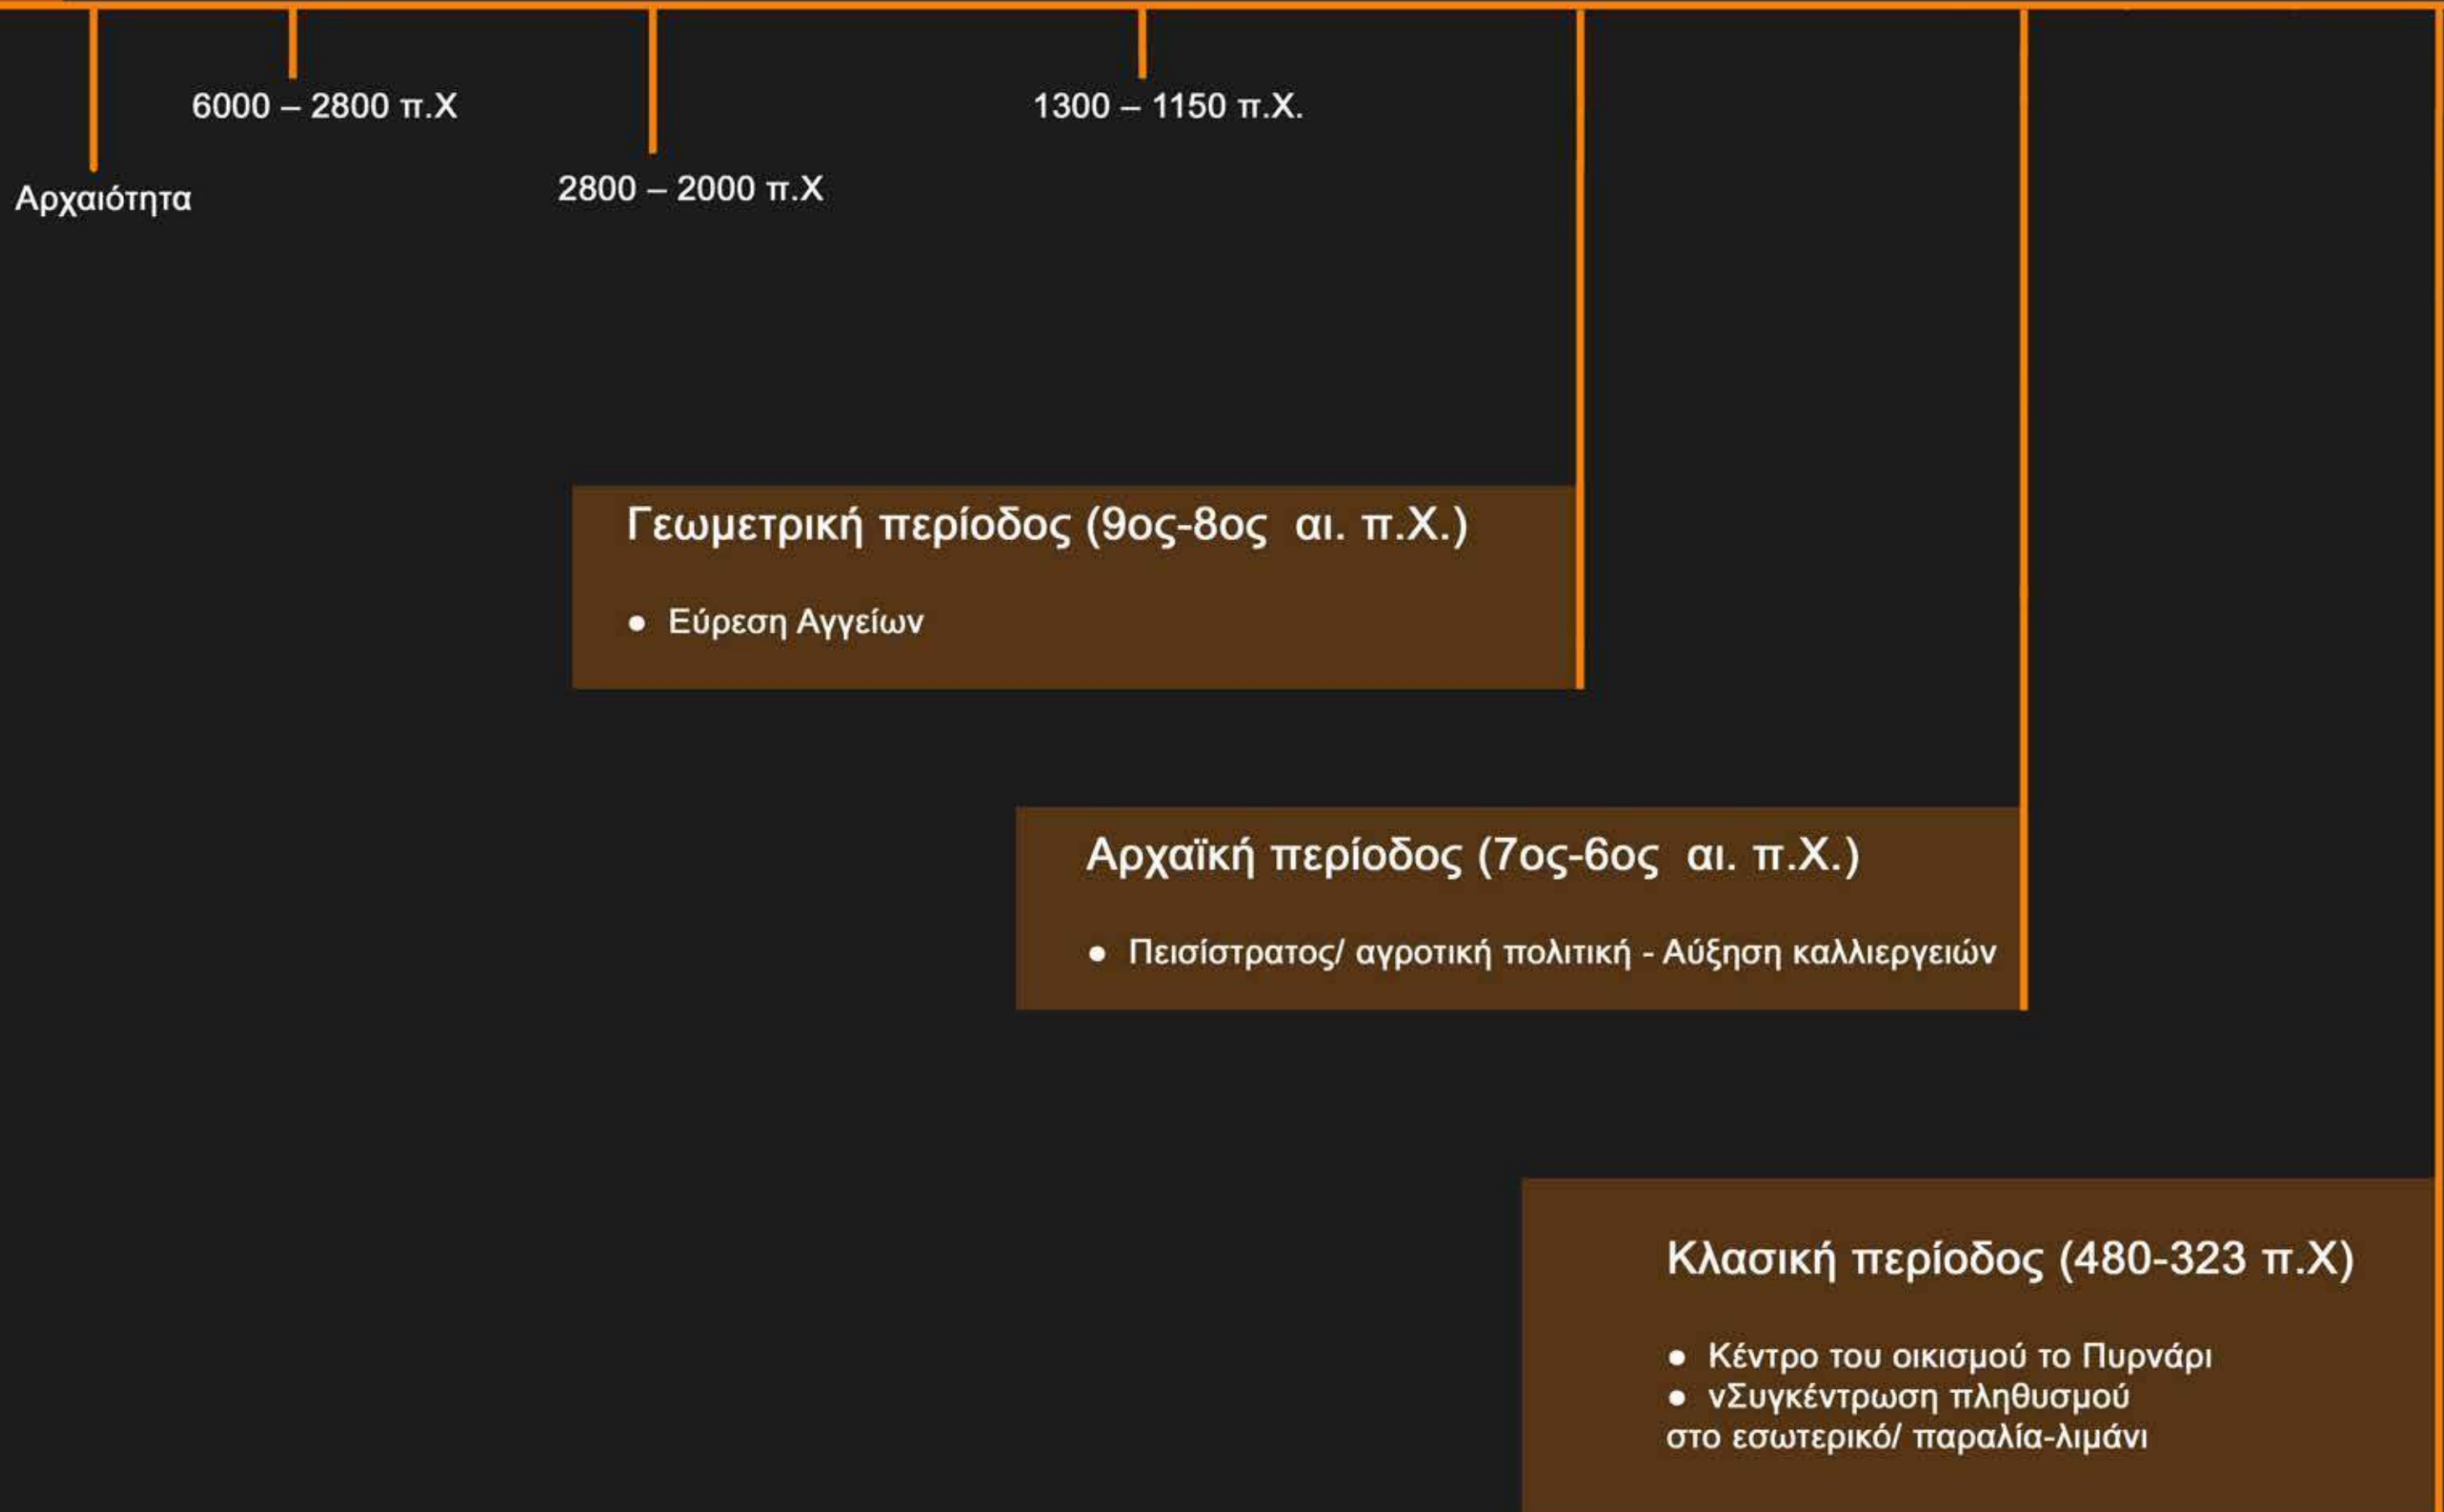 6000 – 2800 π.Χ
1300 – 1150 π.Χ.
Αρχαιότητα
2800 – 2000 π.Χ
Γεωμετρική περίοδος (9ος-8ος αι. π.Χ.)
● Εύρεση Αγγείων
Αρχαϊκή περίοδος (7ος-6ος αι. π.Χ.)
● Πεισίστρατος/ αγροτική πολιτική - Αύξηση καλλιεργειών
Κλασική περίοδος (480-323 π.Χ)
● Κέντρο του οικισμού το Πυρνάρι
● νΣυγκέντρωση πληθυσμού
στο εσωτερικό/ παραλία-λιμάνι